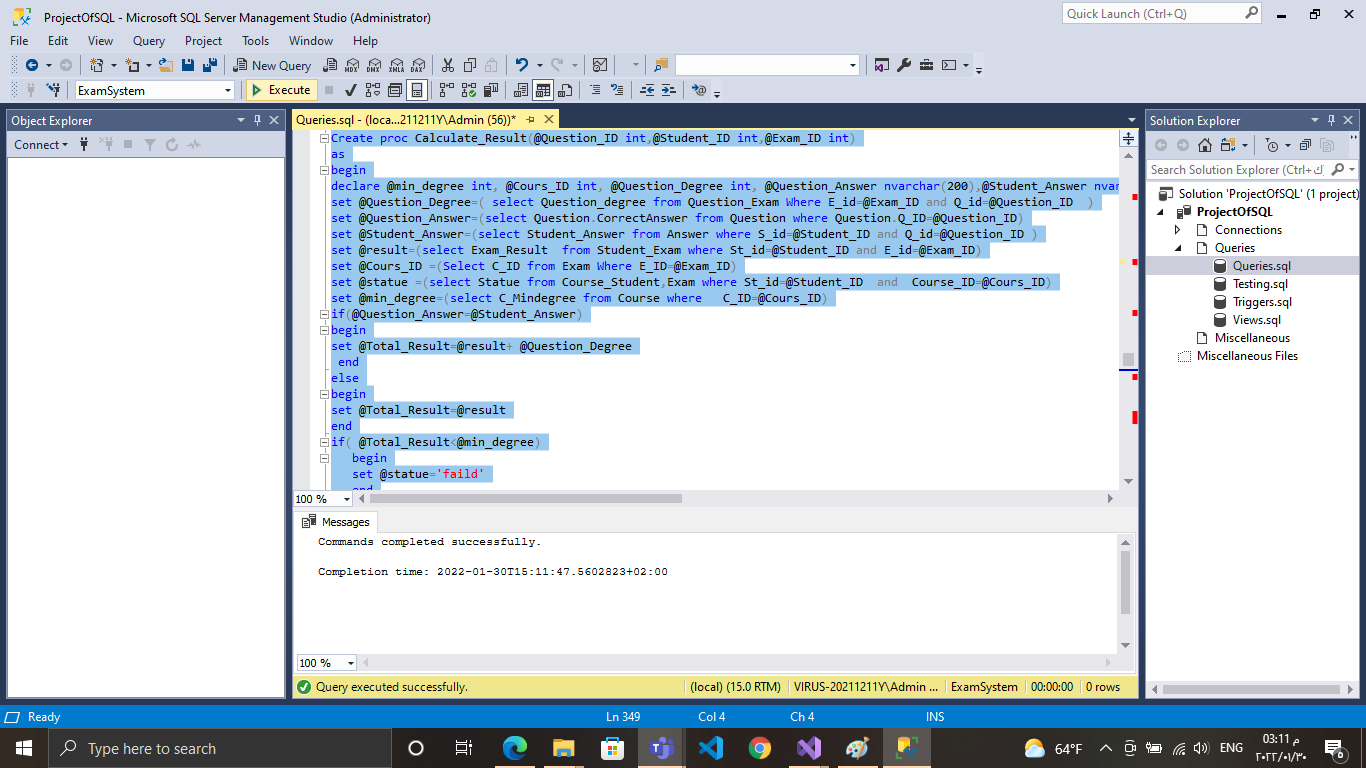 ProjectOfSQL - Microsoft SQL Server Management Studio (Administrator)
Quick Launch (Ctrl+Q)
File Edit View Query Project Tools Window Help
New Query
MDX DMX XMLA DAX
ExamSystem
Execute
Object Explorer
Connect
Queries.sql - (loca...211211Y\Admin (56))*
Create proc Calculate_Result(@Question_ID int,@Student_ID int,@Exam_ID int)
as
begin
declare @min_degree int, @Cours_ID int, @Question_Degree int, @Question_Answer nvarchar(200),@Student_Answer nvar
set @Question_Degree=( select Question_degree from Question_Exam Where E_id=@Exam_ID and Q_id=@Question_ID  )
set @Question_Answer=(select Question.CorrectAnswer from Question where Question.Q_ID=@Question_ID)
set @Student_Answer=(select Student_Answer from Answer where S_id=@Student_ID and Q_id=@Question_ID )
set @result=(select Exam_Result  from Student_Exam where St_id=@Student_ID and E_id=@Exam_ID)
set @Cours_ID =(Select C_ID from Exam Where E_ID=@Exam_ID)
set @statue =(select Statue from Course_Student,Exam where St_id=@Student_ID  and  Course_ID=@Cours_ID)
set @min_degree=(select C_Mindegree from Course where   C_ID=@Cours_ID)
if(@Question_Answer=@Student_Answer)
begin
set @Total_Result=@result+ @Question_Degree
end
else
begin
set @Total_Result=@result
end
if( @Total_Result<@min_degree)
begin
set @statue='faild'
end
100 %
Messages
Commands completed successfully.
Completion time: 2022-01-30T15:11:47.5602823+02:00
100 %
Query executed successfully.
(local) (15.0 RTM) VIRUS-20211211Y\Admin ... ExamSystem 00:00:00 0 rows
Solution Explorer
Search Solution Explorer (Ctrl+
Solution 'ProjectOfSQL' (1 project)
ProjectOfSQL
Connections
Queries
Queries.sql
Testing.sql
Triggers.sql
Views.sql
Miscellaneous
Miscellaneous Files
Ready Ln 349 Col 4 Ch 4 INS
Type here to search
64°F ENG
03:11 م
٢٠٢٢/٠١/٣٠
8